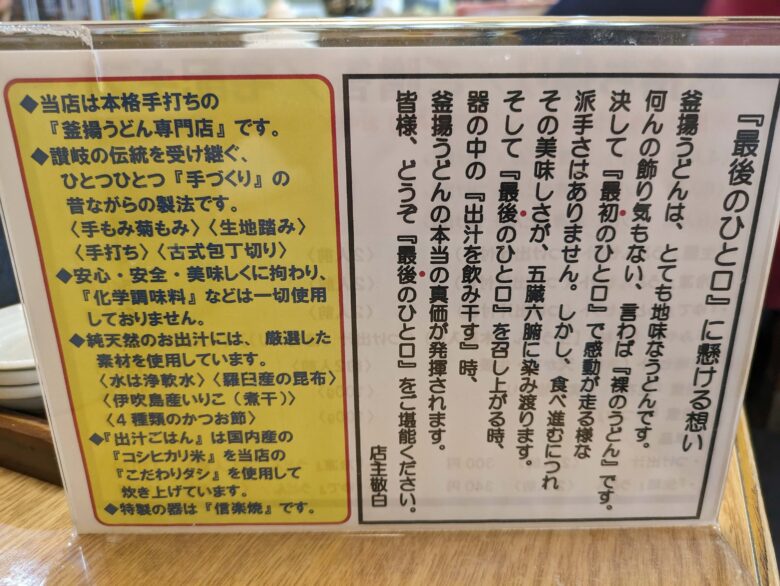 『最後のひと口』に懸ける想い
釜揚うどんは、とても地味なうどんです。
何んの飾り気もない、言わば『裸のうどん』です。
決して『最初のひと口』で感動が走る様な
派手さはありません。しかし、食べ進むにつれ
その美味しさが、五臓六腑に染み渡ります。
そして『最後のひと口』を召し上がる時、
器の中の『出汁を飲み干す』時、
釜揚うどんの本当の真価が発揮されます。
皆様、どうぞ『最後のひと口』をご堪能ください。
店主敬白
◆当店は本格手打ちの
『釜揚うどん専門店』です。
◆讃岐の伝統を受け継ぐ、
ひとつひとつ『手づくり』の
昔ながらの製法です。
〈手もみ菊もみ〉〈生地踏み〉
〈手打ち〉〈古式包丁切り〉
◆安心・安全・美味しくに拘わり、
『化学調味料』などは一切使用
しておりません。
◆純天然のお出汁には、厳選した
素材を使用しています。
〈水は浄軟水〉〈羅臼産の昆布〉
〈伊吹島産いりこ（煮干）〉
〈４種類のかつお節〉
◆『出汁ごはん』は国内産の
『コシヒカリ米』を当店の
『こだわりダシ』を使用して
炊き上げています。
◆特製の器は『信楽焼』です。